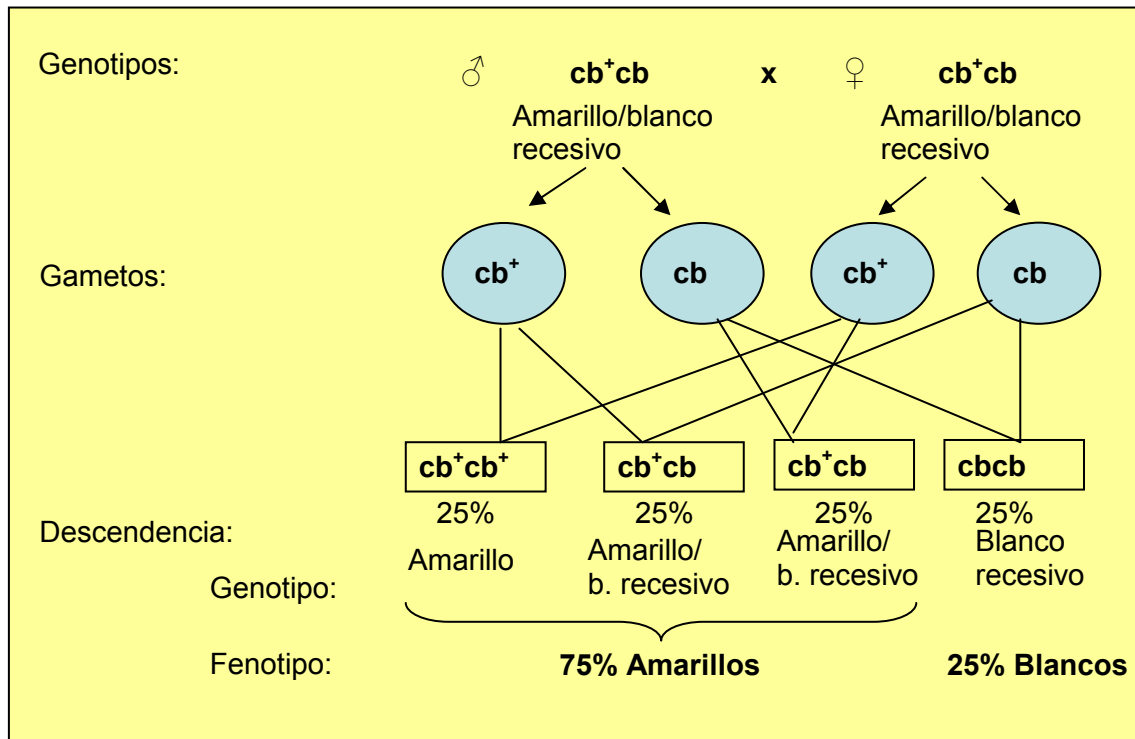 Genotipos:
♂ cb⁺cb x ♀ cb⁺cb
Amarillo/blanco recesivo
Amarillo/blanco recesivo
Gametos:
cb⁺ cb cb⁺ cb
cb⁺cb⁺ cb⁺cb cb⁺cb cbcb
25% 25% 25% 25%
Descendencia:
Genotipo:
Amarillo
Amarillo/
b. recesivo
Amarillo/
b. recesivo
Blanco
recesivo
Fenotipo: 75% Amarillos 25% Blancos